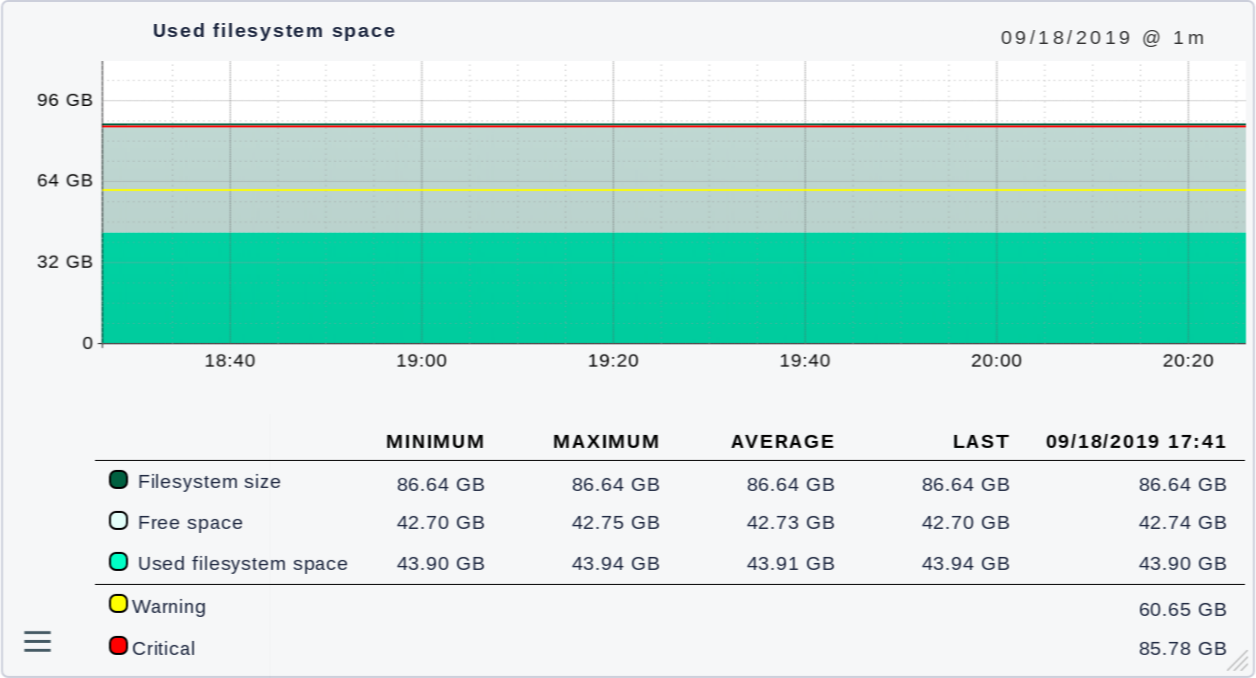 Used filesystem space
09/18/2019 @ 1m
96 GB
64 GB
32 GB
0
18:40 19:00 19:20 19:40 20:00 20:20
MINIMUM MAXIMUM AVERAGE LAST 09/18/2019 17:41
Filesystem size 86.64 GB 86.64 GB 86.64 GB 86.64 GB 86.64 GB
Free space 42.70 GB 42.75 GB 42.73 GB 42.70 GB 42.74 GB
Used filesystem space 43.90 GB 43.94 GB 43.91 GB 43.94 GB 43.90 GB
Warning 60.65 GB
Critical 85.78 GB